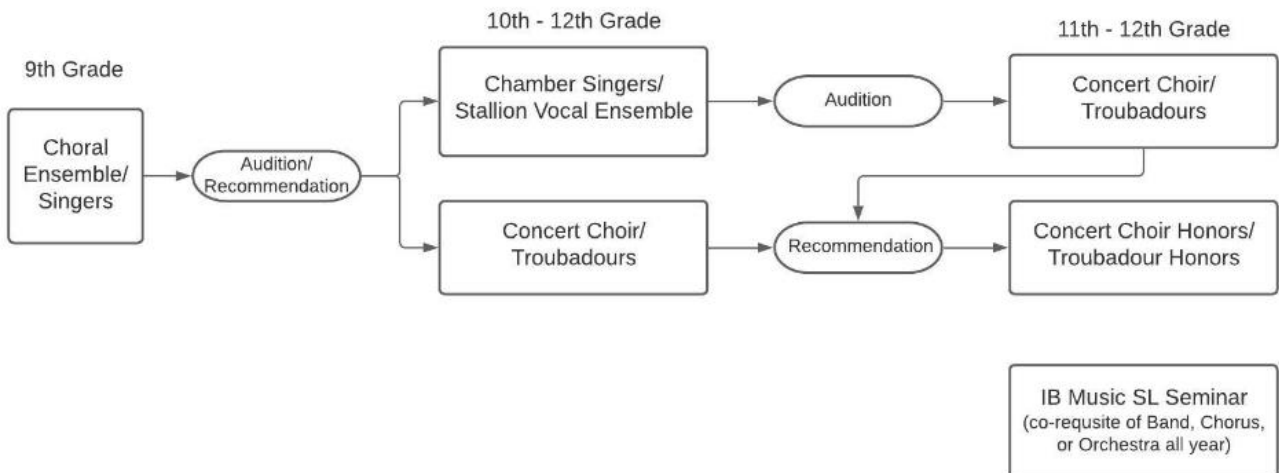 9th Grade
Choral
Ensemble/
Singers
Audition/
Recommendation
10th - 12th Grade
Chamber Singers/
Stallion Vocal Ensemble
Concert Choir/
Troubadours
Audition
Recommendation
11th - 12th Grade
Concert Choir/
Troubadours
Concert Choir Honors/
Troubadour Honors
IB Music SL Seminar
(co-requsite of Band, Chorus,
or Orchestra all year)